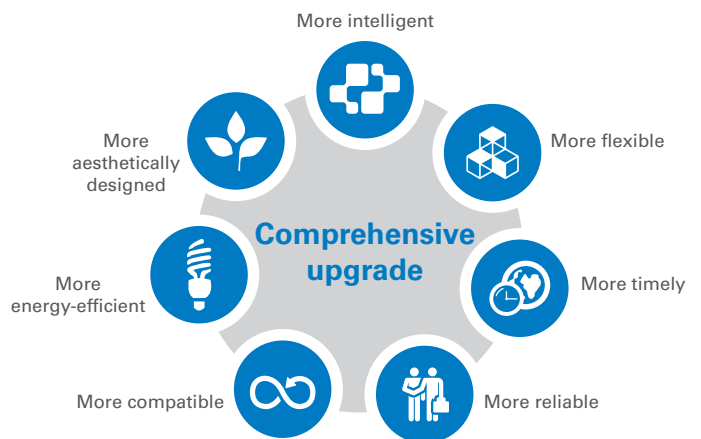 More intelligent
More flexible
More timely
More reliable
More compatible
More
energy-efficient
More
aesthetically
designed
Comprehensive
upgrade